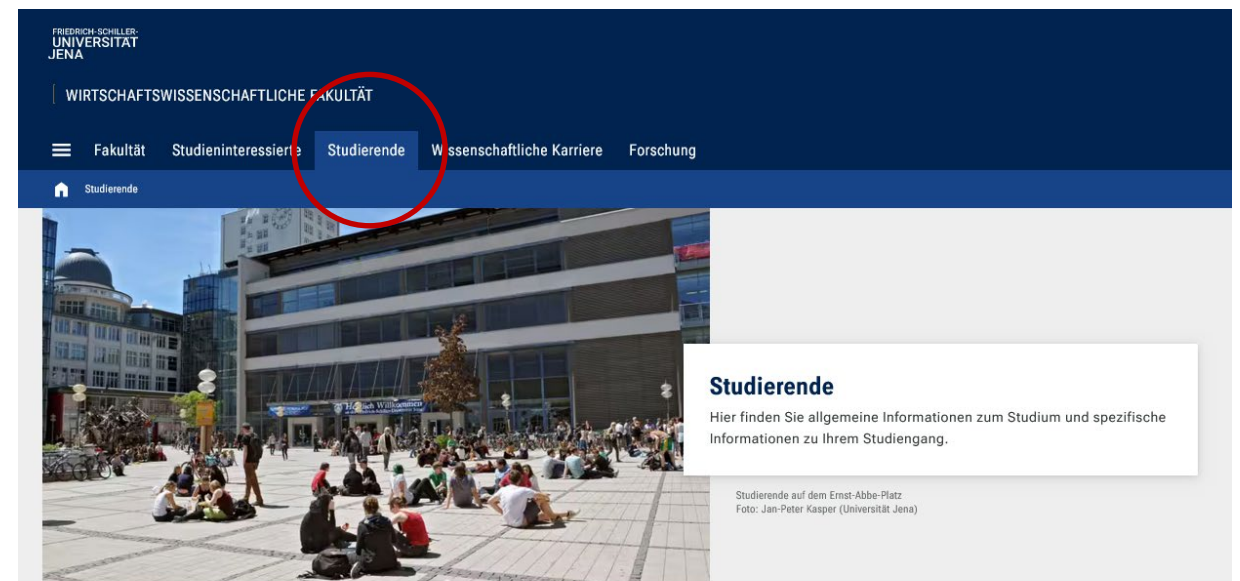 FRIEDRICH-SCHILLER-
UNIVERSITÄT
JENA
WIRTSCHAFTSWISSENSCHAFTLICHE FAKULTÄT
Fakultät Studieninteressierte Studierende Wissenschaftliche Karriere Forschung
Studierende
Herzlich Willkommen
Studierende
Hier finden Sie allgemeine Informationen zum Studium und spezifische
Informationen zu Ihrem Studiengang.
Studierende auf dem Ernst-Abbe-Platz
Foto: Jan-Peter Kasper (Universität Jena)